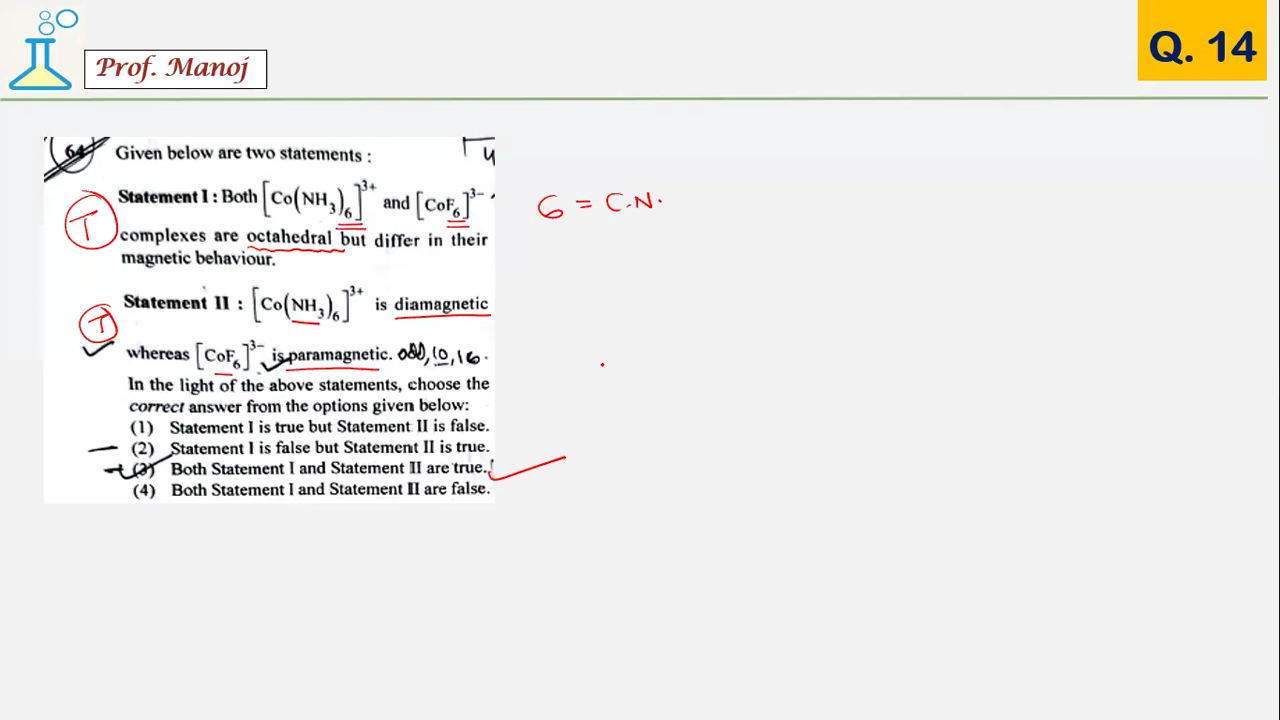 Prof. Manoj
Q. 14
64 Given below are two statements :
Statement I : Both [Co(NH₃)₆]³⁺ and [CoF₆]³⁻
complexes are octahedral but differ in their
magnetic behaviour.
6 = C.N.
T
Statement II : [Co(NH₃)₆]³⁺ is diamagnetic
T
whereas [CoF₆]³⁻ is paramagnetic. odd, 10, 16.
In the light of the above statements, choose the
correct answer from the options given below:
(1) Statement I is true but Statement II is false.
(2) Statement I is false but Statement II is true.
(3) Both Statement I and Statement II are true.
(4) Both Statement I and Statement II are false.